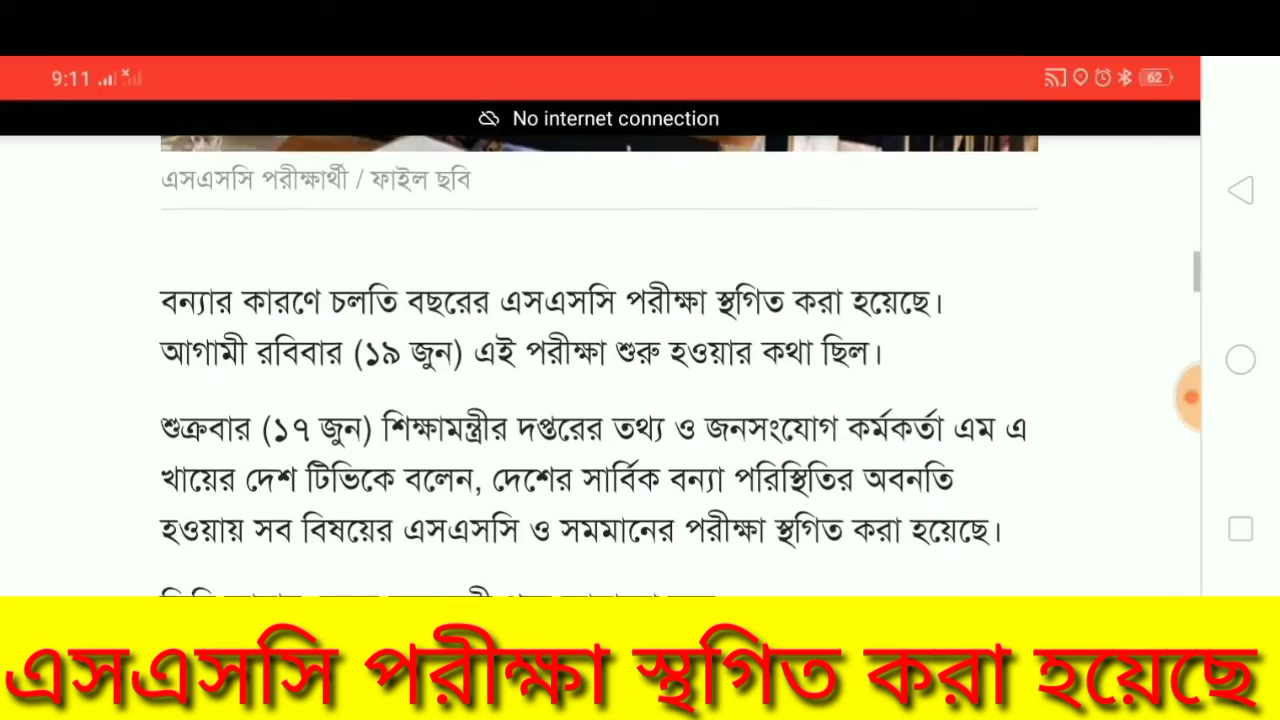 9:11
62
No internet connection
এসএসসি পরীক্ষার্থী / ফাইল ছবি
বন্যার কারণে চলতি বছরের এসএসসি পরীক্ষা স্থগিত করা হয়েছে।
আগামী রবিবার (১৯ জুন) এই পরীক্ষা শুরু হওয়ার কথা ছিল।
শুক্রবার (১৭ জুন) শিক্ষামন্ত্রীর দপ্তরের তথ্য ও জনসংযোগ কর্মকর্তা এম এ
খায়ের দেশ টিভিকে বলেন, দেশের সার্বিক বন্যা পরিস্থিতির অবনতি
হওয়ায় সব বিষয়ের এসএসসি ও সমমানের পরীক্ষা স্থগিত করা হয়েছে।
এসএসসি পরীক্ষা স্থগিত করা হয়েছে